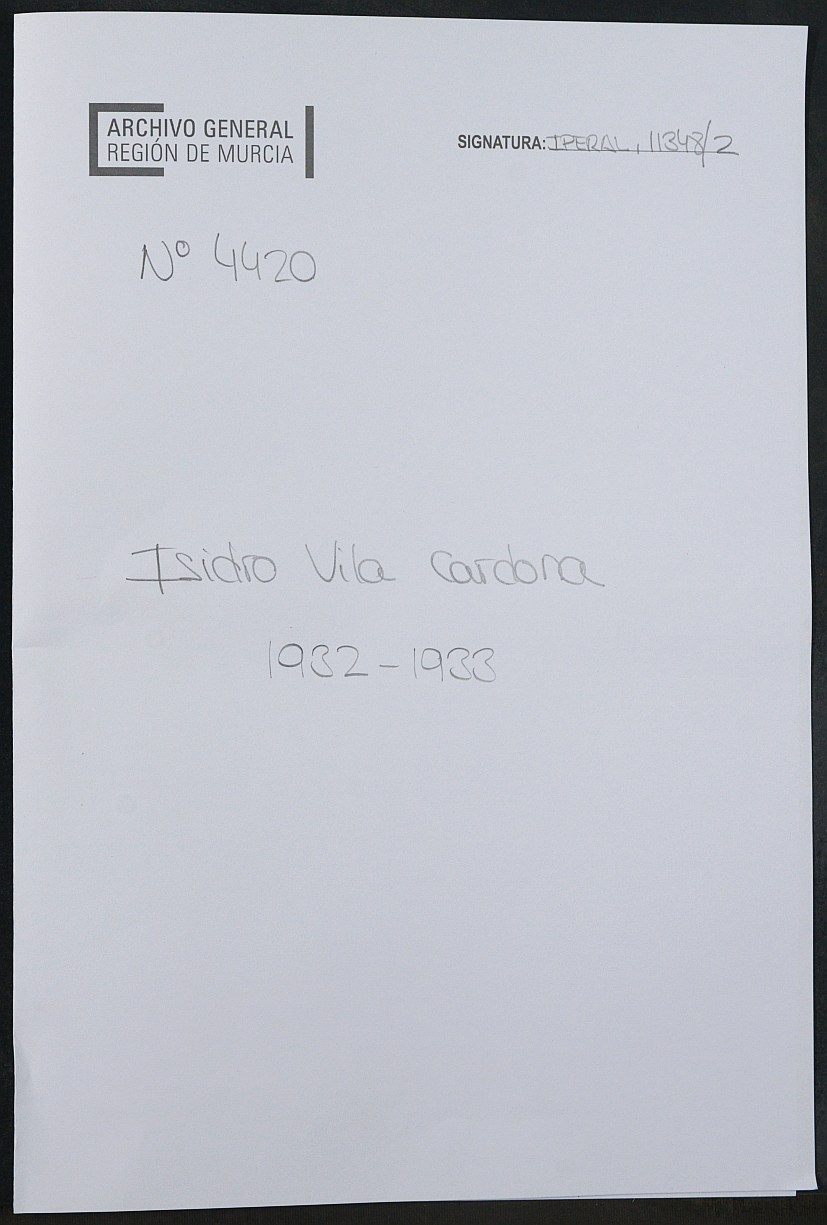 ARCHIVO GENERAL
REGIÓN DE MURCIA
SIGNATURA: IPERAL, 11348/2
Nº 4420
Isidro Vila Cardona
1932-1933